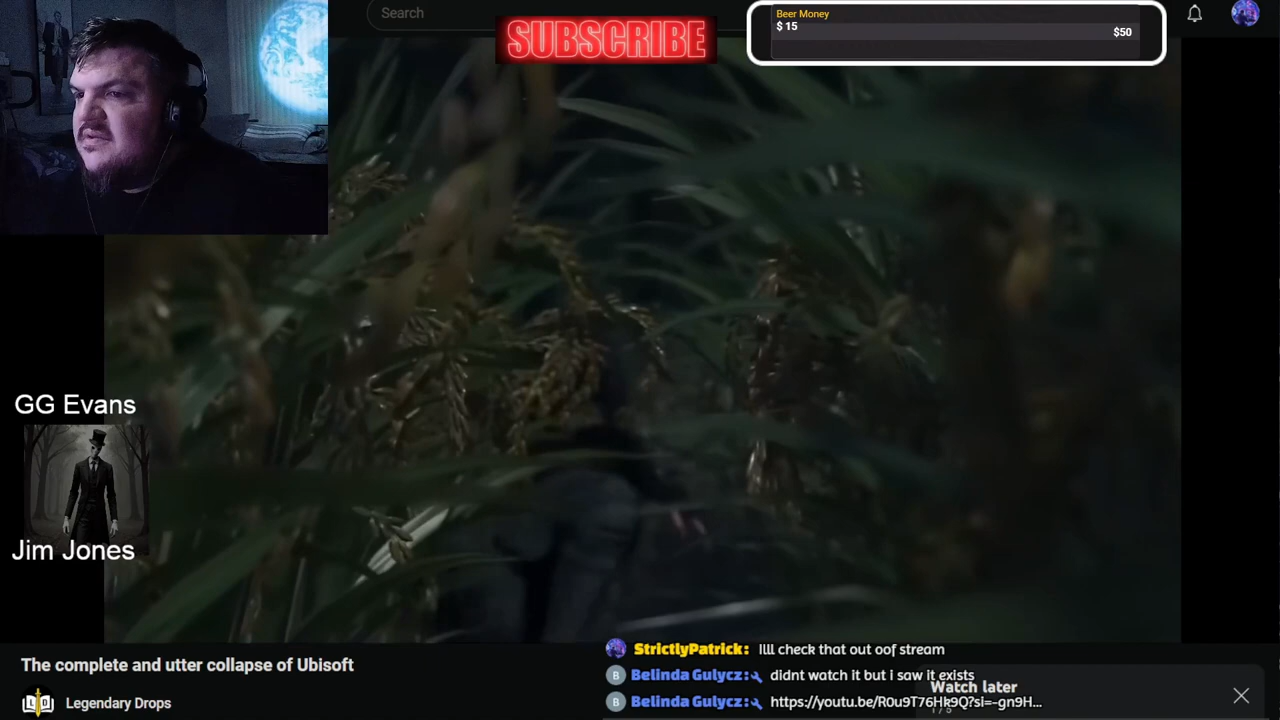 Search
SUBSCRIBE
Beer Money
$ 15
$50
GG Evans
Jim Jones
The complete and utter collapse of Ubisoft
Legendary Drops
StrictlyPatrick: Illl check that out oof stream
Belinda Gulycz: didnt watch it but i saw it exists
Belinda Gulycz: https://youtu.be/R0u9T76Hk9Q?si=-gn9H...
Watch later